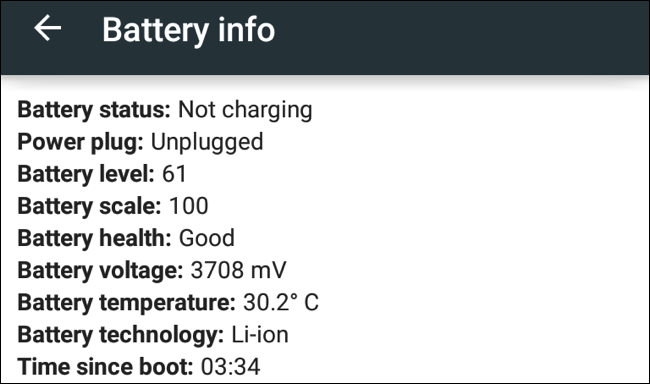 Battery info
Battery status: Not charging
Power plug: Unplugged
Battery level: 61
Battery scale: 100
Battery health: Good
Battery voltage: 3708 mV
Battery temperature: 30.2° C
Battery technology: Li-ion
Time since boot: 03:34